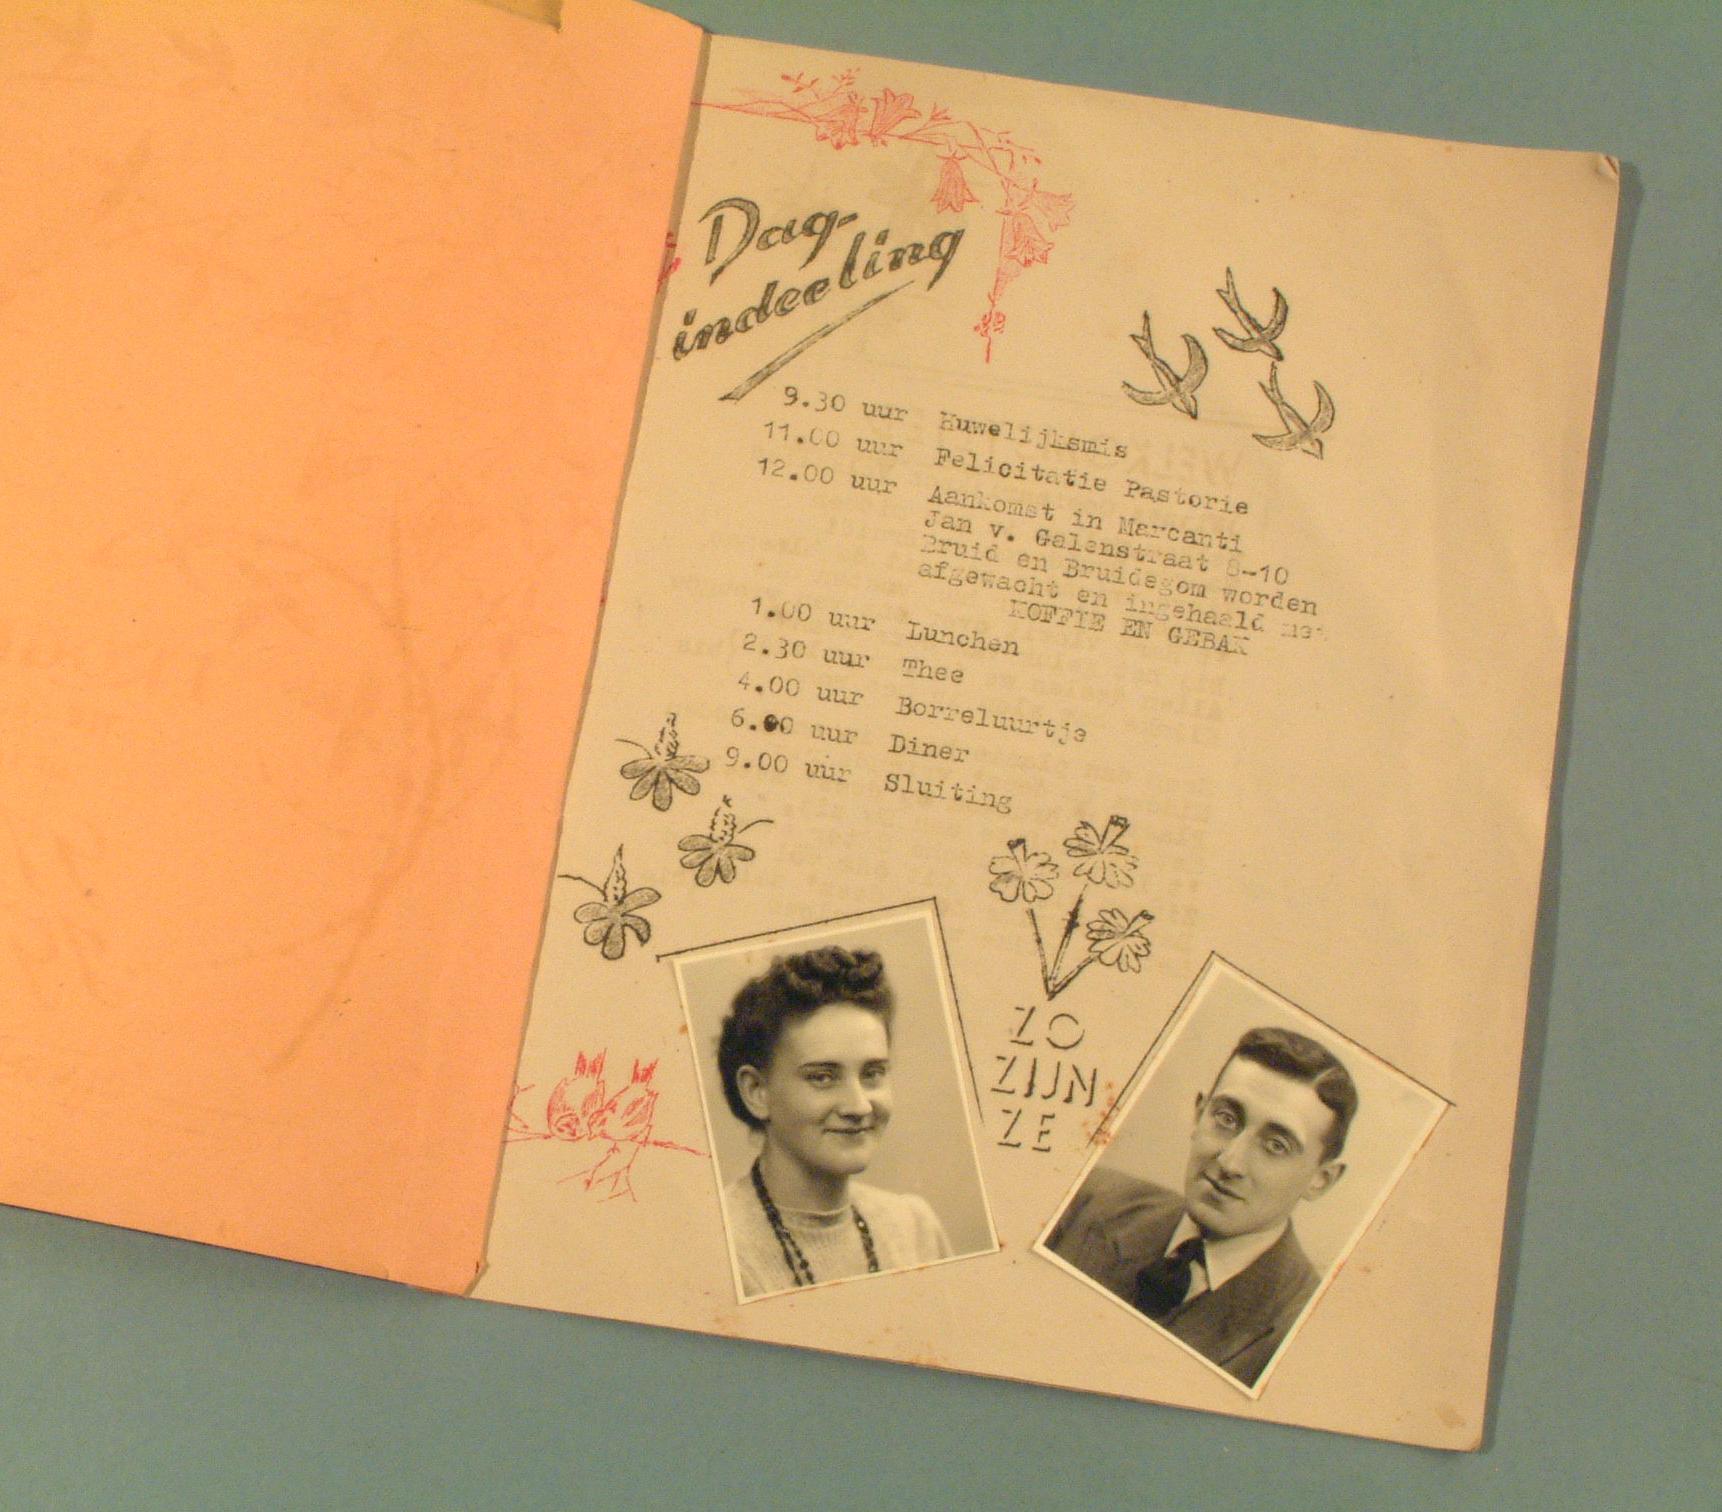 Dag-
indeeling
9.30 uur Huwelijksmis
11.00 uur Felicitatie Pastorie
12.00 uur Aankomst in Marcanti
Jan v. Galenstraat 8-10
Bruid en Bruidegom worden
afgewacht en ingehaald met
KOFFIE EN GEBAK
1.00 uur Lunchen
2.30 uur Thee
4.00 uur Borreluurtje
6.00 uur Diner
9.00 uur Sluiting
ZO
ZIJN
ZE